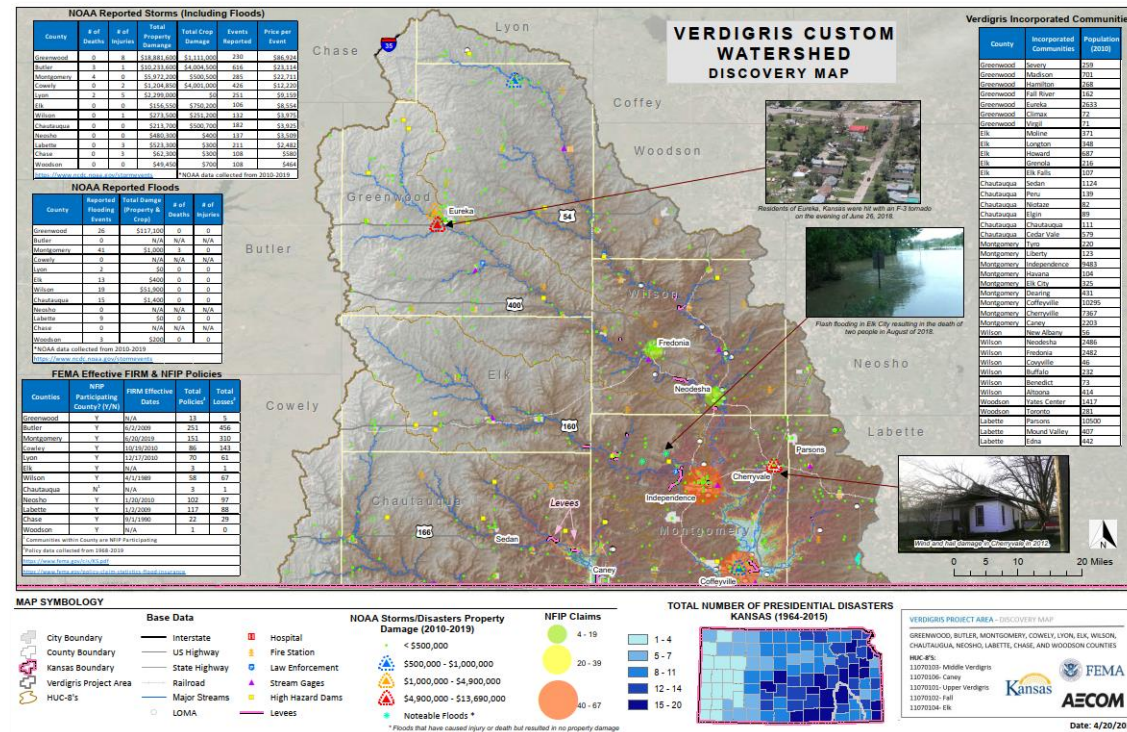 NOAA Reported Storms (Including Floods)
County # of Deaths # of Injuries Total Property Damange Total Crop Damage Events Reported Price per Event
Greenwood 0 8 $18,881,600 $1,111,000 230 $86,924
Butler 3 1 $10,233,600 $4,004,500 616 $23,114
Montgomery 4 0 $5,972,200 $500,500 285 $22,711
Cowely 0 2 $1,204,850 $4,001,000 426 $12,220
Lyon 2 5 $2,299,000 $0 251 $9,159
Elk 0 0 $156,550 $750,200 106 $8,554
Wilson 0 1 $273,500 $251,200 132 $3,975
Chautauqua 0 0 $213,700 $500,700 182 $3,925
Neosho 0 0 $480,300 $400 137 $3,509
Labette 0 3 $523,300 $300 211 $2,482
Chase 0 3 $62,300 $300 108 $580
Woodson 0 0 $49,450 $700 108 $464
https://www.ncdc.noaa.gov/stormevents *NOAA data collected from 2010-2019
NOAA Reported Floods
County Reported Flooding Events Total Damge (Property & Crop) # of Deaths # of Injuries
Greenwood 26 $117,100 0 0
Butler 0 N/A N/A N/A
Montgomery 41 $1,000 3 0
Cowely 0 N/A N/A N/A
Lyon 2 $0 0 0
Elk 13 $400 0 0
Wilson 19 $51,900 0 0
Chautauqua 15 $1,400 0 0
Neosho 0 N/A N/A N/A
Labette 9 $0 0 0
Chase 0 N/A N/A N/A
Woodson 3 $200 0 0
*NOAA data collected from 2010-2019
https://www.ncdc.noaa.gov/stormevents
FEMA Effective FIRM & NFIP Policies
Counties NFIP Participating County? (Y/N) FIRM Effective Dates Total Policies² Total Losses²
Greenwood Y N/A 13 5
Butler Y 6/2/2009 251 456
Montgomery Y 6/20/2019 151 310
Cowley Y 10/19/2010 86 143
Lyon Y 12/17/2010 70 61
Elk Y N/A 3 1
Wilson Y 4/1/1989 58 67
Chautauqua N¹ N/A 3 1
Neosho Y 1/20/2010 102 97
Labette Y 1/2/2009 117 88
Chase Y 9/1/1990 22 29
Woodson Y N/A 1 0
¹Communities within County are NFIP Participating
²Policy data collected from 1968-2019
https://www.fema.gov/cis/KS.pdf
https://www.fema.gov/policy-claim-statistics-flood-insurance
VERDIGRIS CUSTOM
WATERSHED
DISCOVERY MAP
35
Chase
Lyon
Coffey
Woodson
Greenwood
Eureka
54
Butler
400
Wilson
Fredonia
Elk
Neosho
Cowely
Neodesha
160
Labette
Parsons
Cherryvale
Independence
Chautauqua
Levees
Montgomery
166
Sedan
Caney
Coffeyville
Residents of Eureka, Kansas were hit with an F-3 tornado
on the evening of June 26, 2018.
Flash flooding in Elk City resulting in the death of
two people in August of 2018.
Wind and hail damage in Cherryvale in 2012
N
0 5 10 20 Miles
Verdigris Incorporated Communitie
County Incorporated Communities Population (2010)
Greenwood Severy 259
Greenwood Madison 701
Greenwood Hamilton 268
Greenwood Fall River 162
Greenwood Eureka 2633
Greenwood Climax 72
Greenwood Virgil 71
Elk Moline 371
Elk Longton 348
Elk Howard 687
Elk Grenola 216
Elk Elk Falls 107
Chautauqua Sedan 1124
Chautauqua Peru 139
Chautauqua Niotaze 82
Chautauqua Elgin 89
Chautauqua Chautauqua 111
Chautauqua Cedar Vale 579
Montgomery Tyro 220
Montgomery Liberty 123
Montgomery Independence 9483
Montgomery Havana 104
Montgomery Elk City 325
Montgomery Dearing 431
Montgomery Coffeyville 10295
Montgomery Cherryville 7367
Montgomery Caney 2203
Wilson New Albany 56
Wilson Neodesha 2486
Wilson Fredonia 2482
Wilson Coyville 46
Wilson Buffalo 232
Wilson Benedict 73
Wilson Altoona 414
Woodson Yates Center 1417
Woodson Toronto 281
Labette Parsons 10500
Labette Mound Valley 407
Labette Edna 442
MAP SYMBOLOGY
Base Data
City Boundary
County Boundary
Kansas Boundary
Verdigris Project Area
HUC-8's
Interstate
US Highway
State Highway
Railroad
Major Streams
LOMA
Hospital
Fire Station
Law Enforcement
Stream Gages
High Hazard Dams
Levees
NOAA Storms/Disasters Property
Damage (2010-2019)
< $500,000
$500,000 - $1,000,000
$1,000,000 - $4,900,000
$4,900,000 - $13,690,000
Noteable Floods *
* Floods that have caused injury or death but resulted in no property damage
NFIP Claims
4 - 19
20 - 39
40 - 67
TOTAL NUMBER OF PRESIDENTIAL DISASTERS
KANSAS (1964-2015)
1 - 4
5 - 7
8 - 11
12 - 14
15 - 20
VERDIGRIS PROJECT AREA - DISCOVERY MAP
GREENWOOD, BUTLER, MONTGOMERY, COWELY, LYON, ELK, WILSON,
CHAUTAUQUA, NEOSHO, LABETTE, CHASE, AND WOODSON COUNTIES
HUC-8'S:
11070103- Middle Verdigris
11070106- Caney
11070101- Upper Verdigris
11070102- Fall
11070104- Elk
Kansas
FEMA
AECOM
Date: 4/20/20